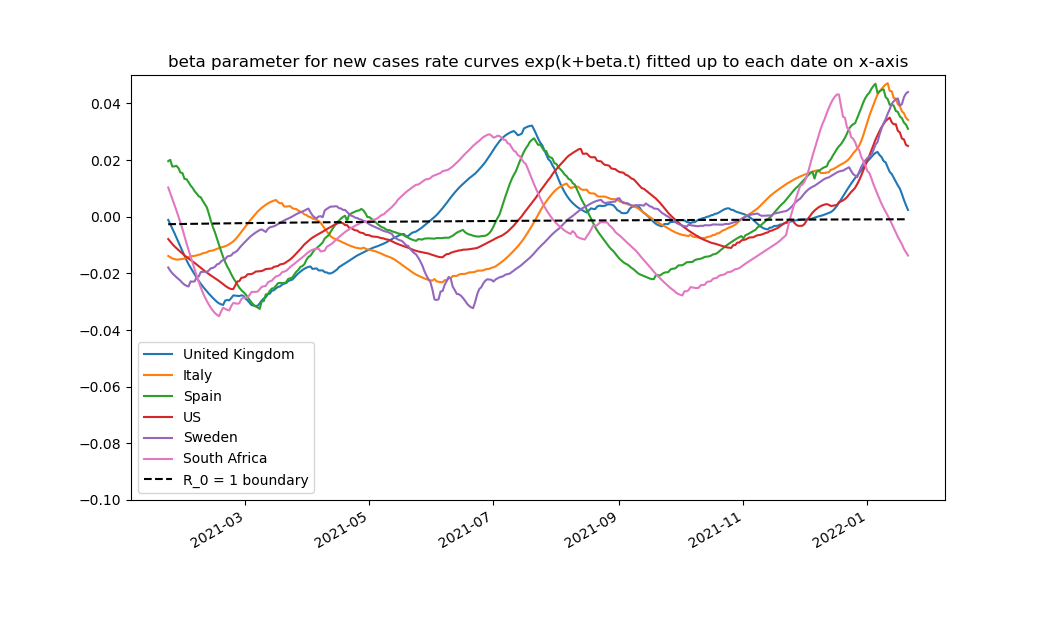 beta parameter for new cases rate curves exp(k+beta.t) fitted up to each date on x-axis
0.04
0.02
0.00
−0.02
−0.04
−0.06
−0.08
−0.10
United Kingdom
Italy
Spain
US
Sweden
South Africa
R_0 = 1 boundary
2021-03
2021-05
2021-07
2021-09
2021-11
2022-01